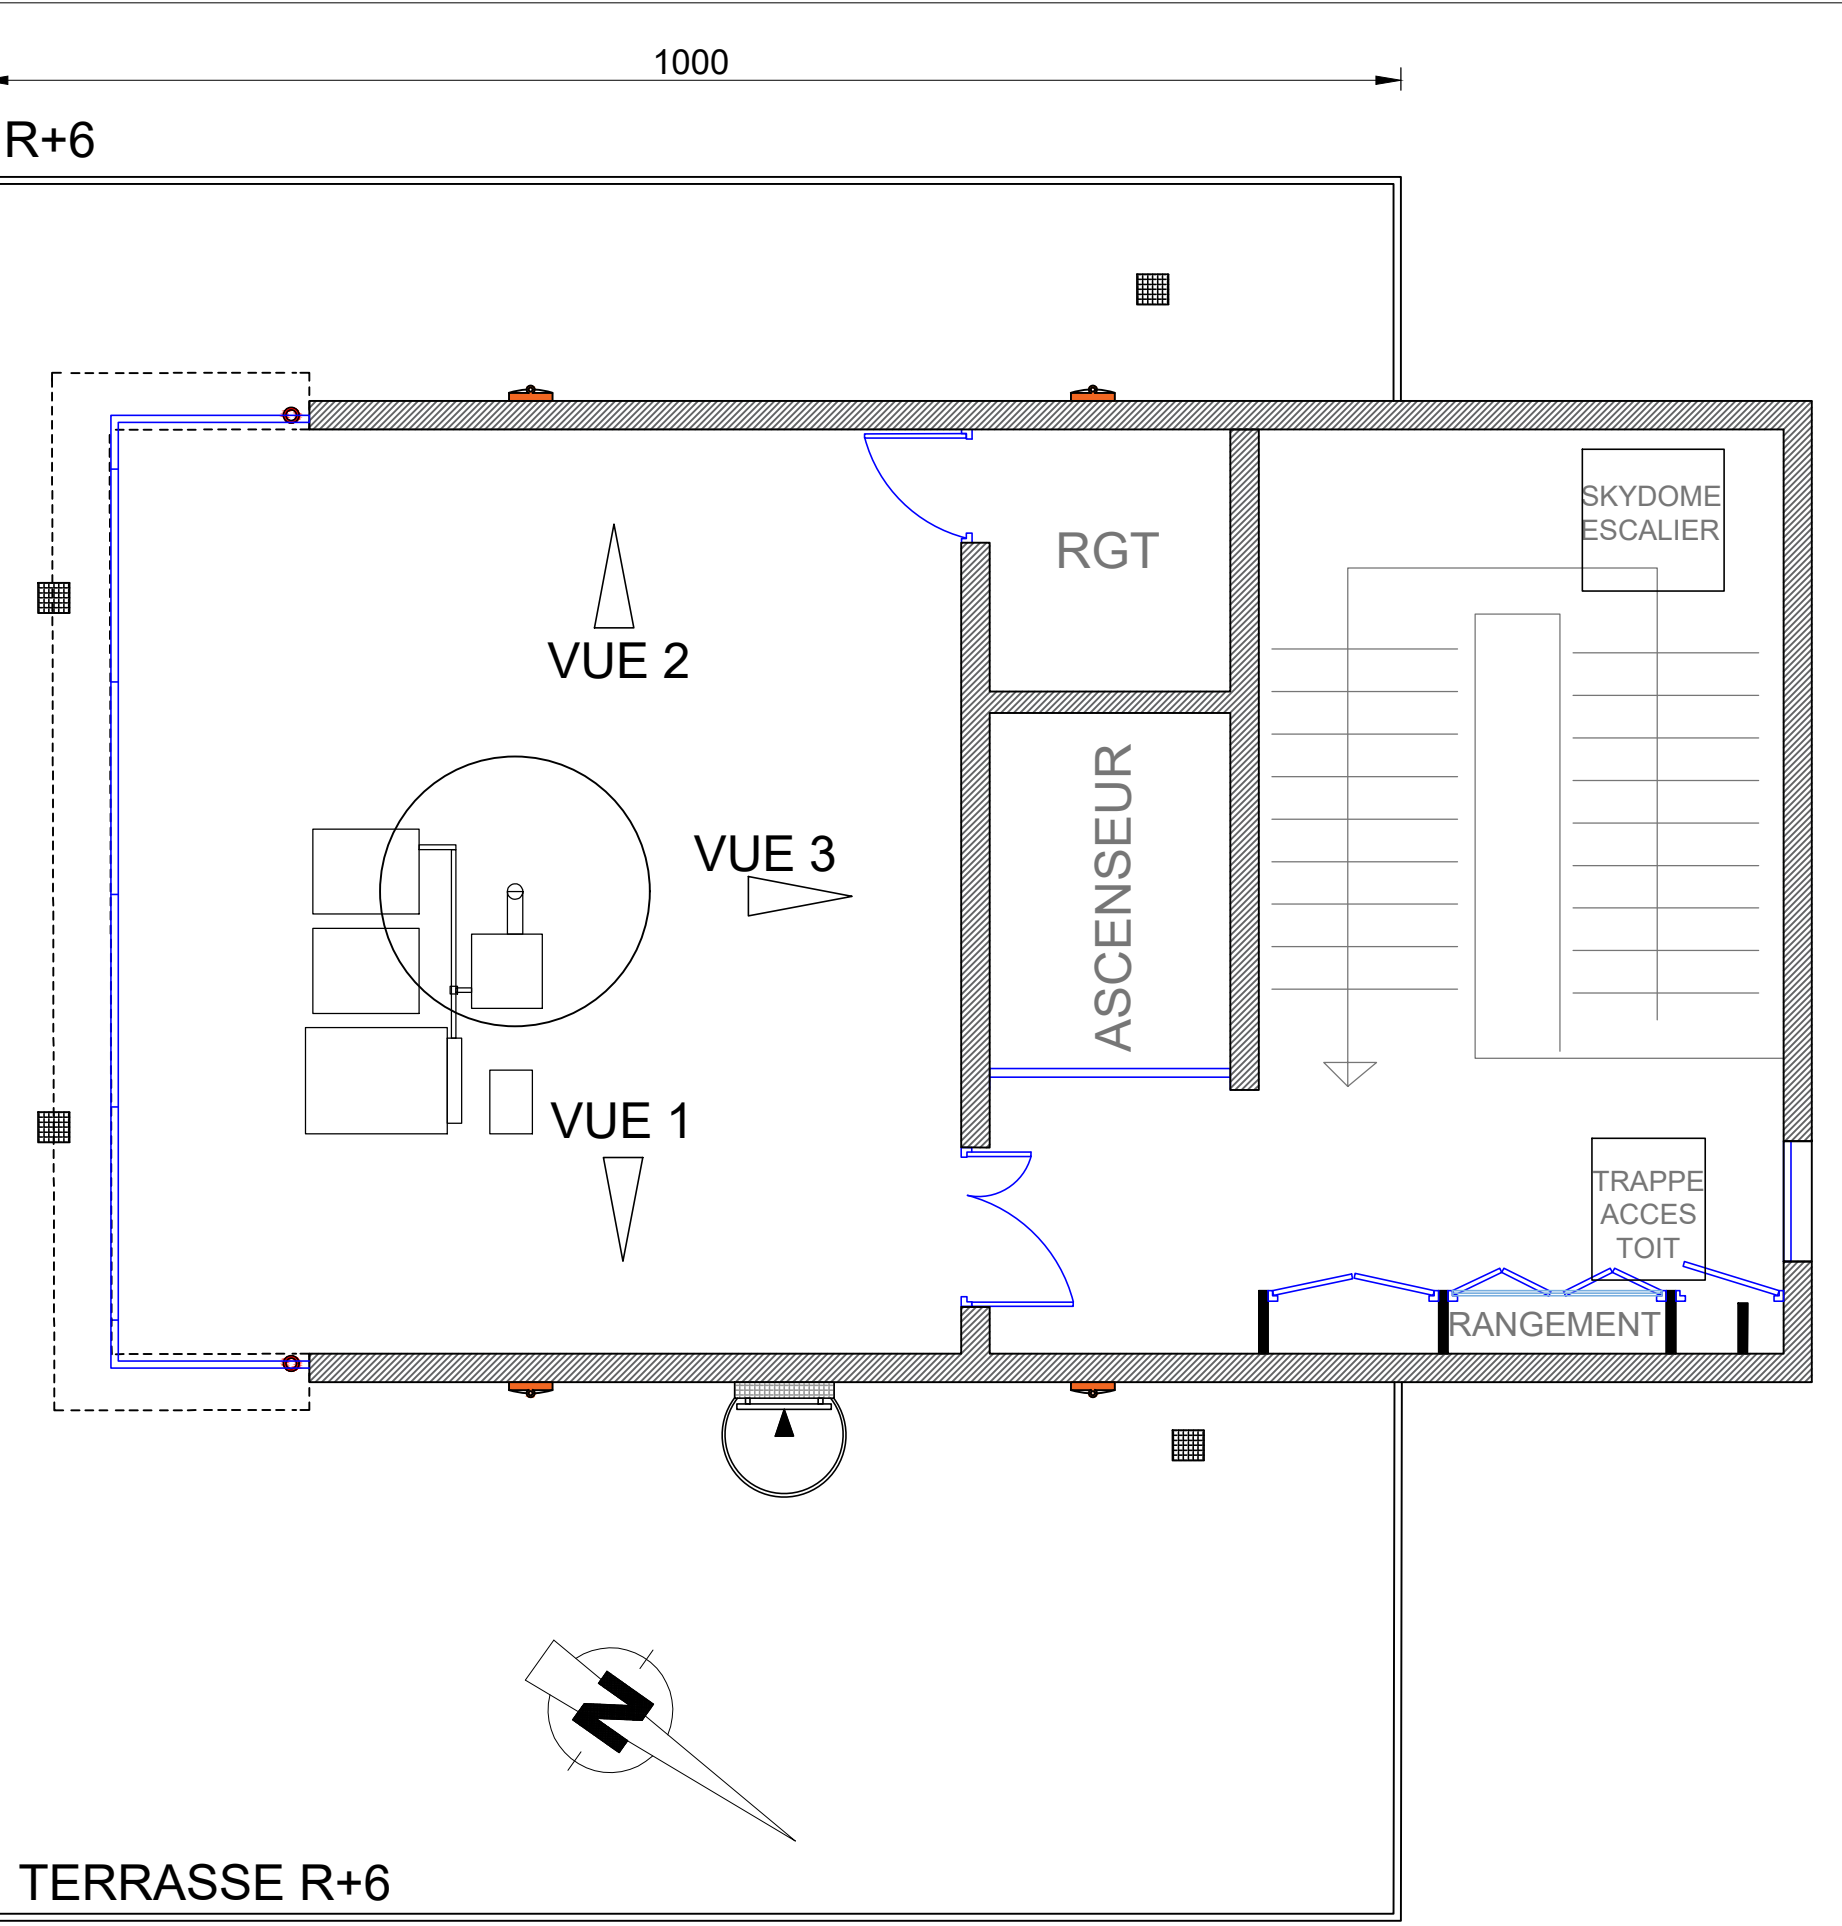 1000
R+6
SKYDOME
ESCALIER
RGT
VUE 2
ASCENSEUR
VUE 3
VUE 1
TRAPPE
ACCES
TOIT
RANGEMENT
N
TERRASSE R+6